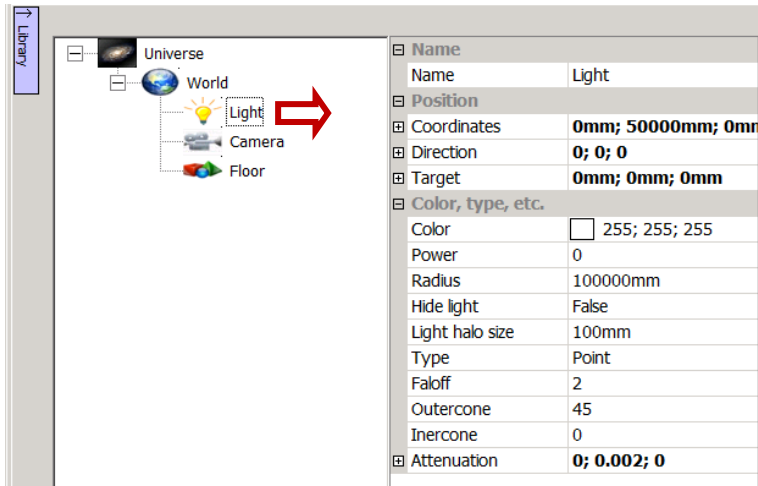 ↑ Library
Universe
World
Light
Camera
Floor
Name
Name Light
Position
Coordinates 0mm; 50000mm; 0mm
Direction 0; 0; 0
Target 0mm; 0mm; 0mm
Color, type, etc.
Color 255; 255; 255
Power 0
Radius 100000mm
Hide light False
Light halo size 100mm
Type Point
Faloff 2
Outercone 45
Inercone 0
Attenuation 0; 0.002; 0